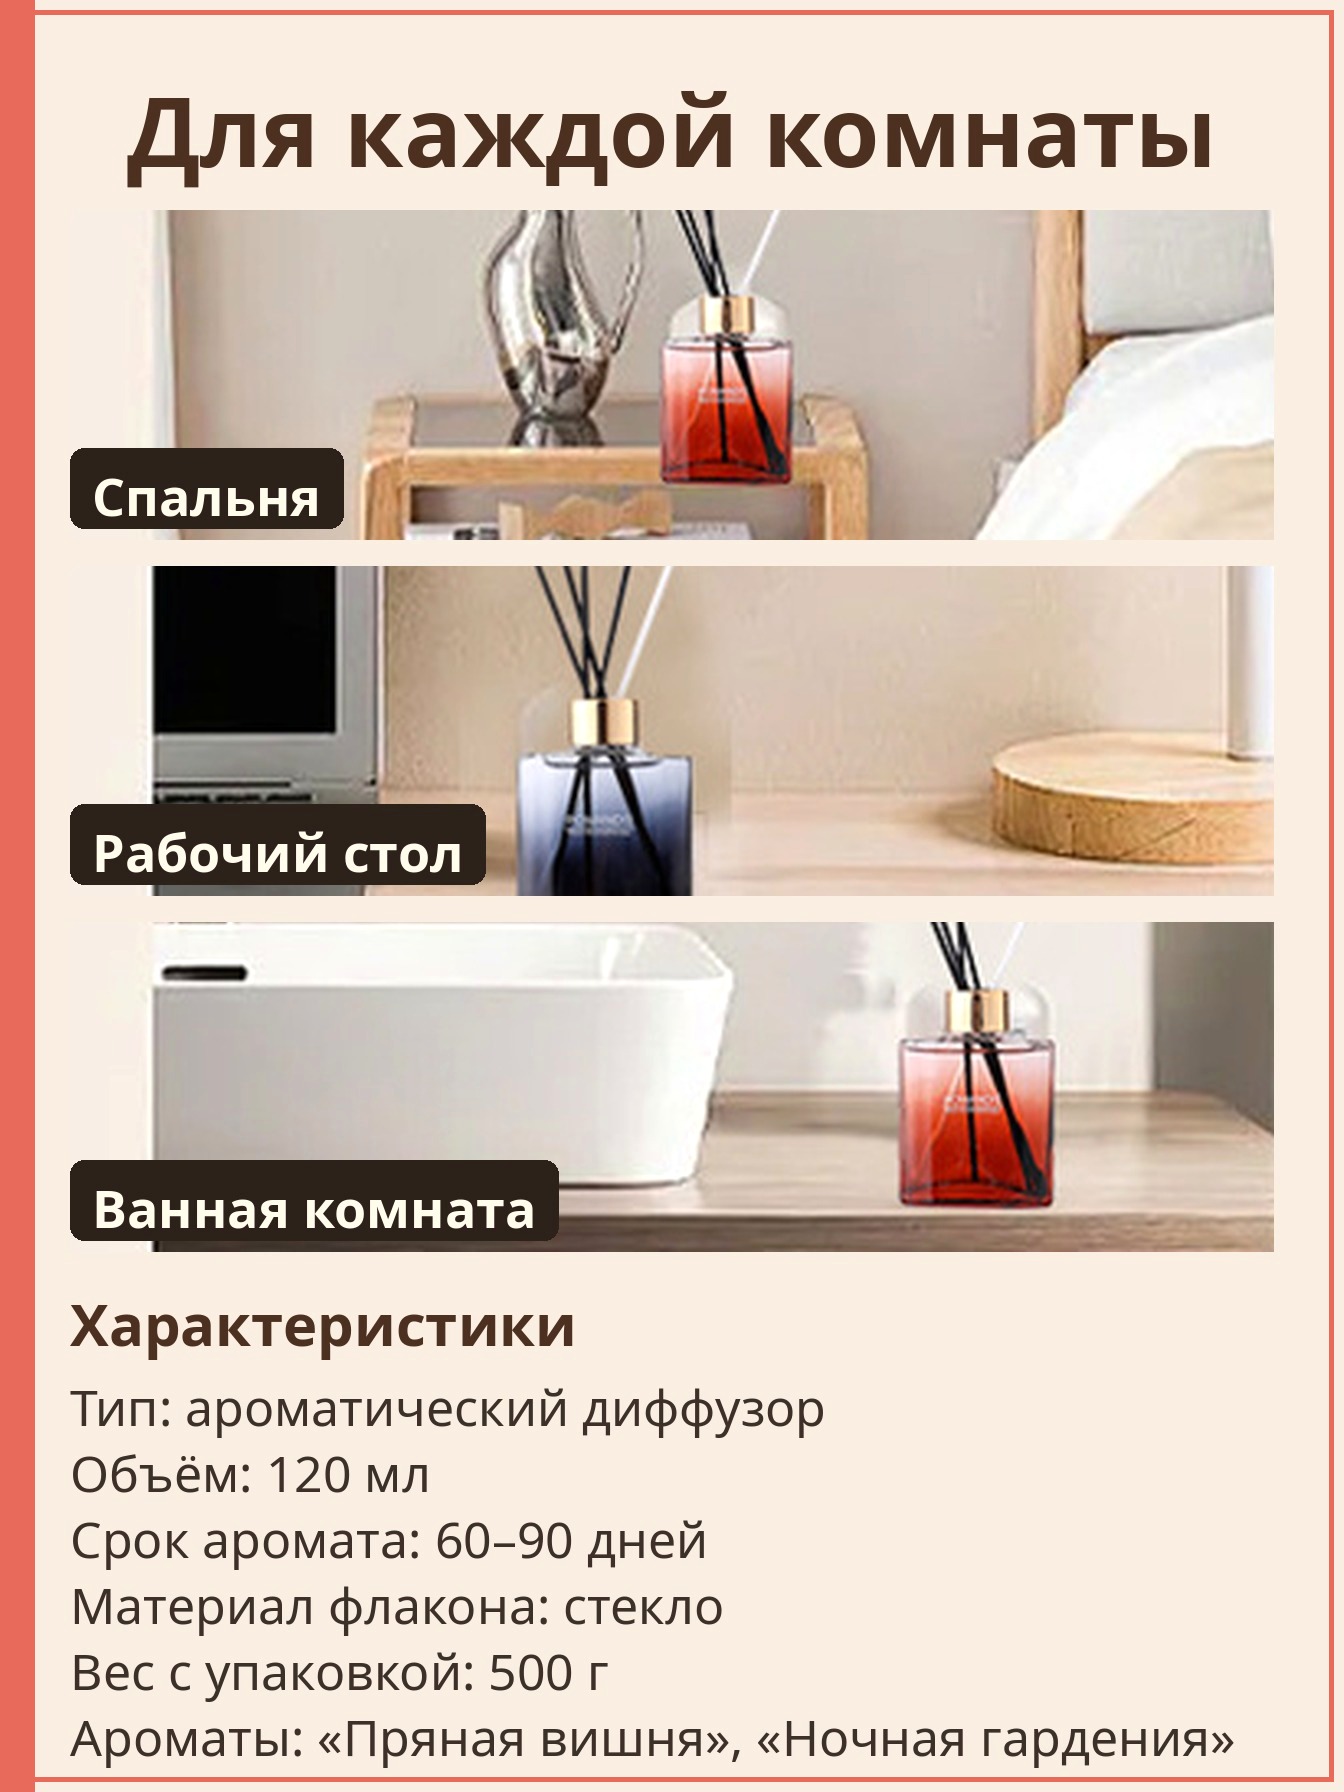 Для каждой комнаты
Спальня
Рабочий стол
Ванная комната
Характеристики
Тип: ароматический диффузор
Объём: 120 мл
Срок аромата: 60–90 дней
Материал флакона: стекло
Вес с упаковкой: 500 г
Ароматы: «Пряная вишня», «Ночная гардения»